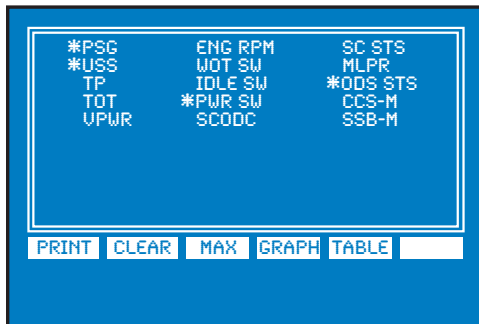 *PSG ENG RPM SC STS
*USS WOT SW MLPR
TP IDLE SW *ODS STS
TOT *PWR SW CCS-M
VPWR SCODC SSB-M
PRINT CLEAR MAX GRAPH TABLE